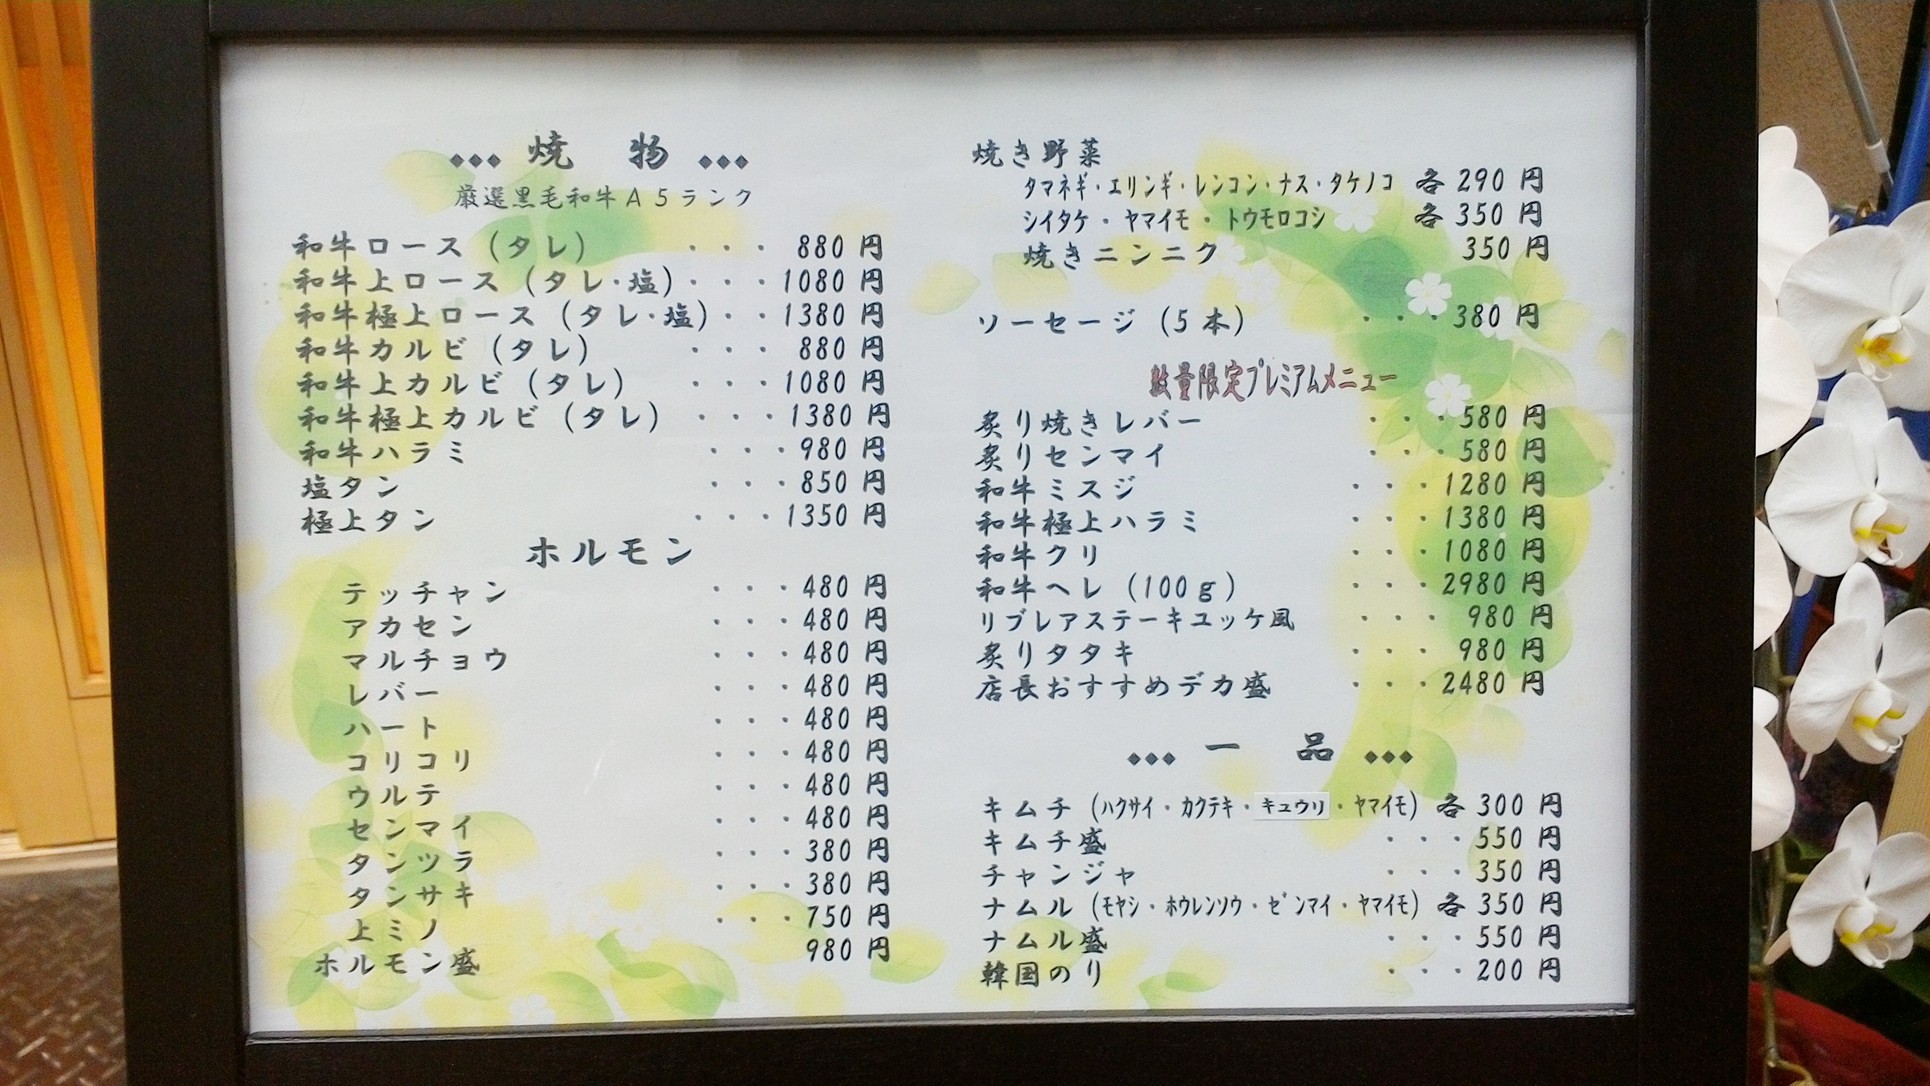 ◆◆◆ 焼 物 ◆◆◆
厳選黒毛和牛A5ランク
和牛ロース(タレ) ・・・ 880円
和牛上ロース(タレ・塩)・・・1080円
和牛極上ロース(タレ・塩)・・1380円
和牛カルビ(タレ) ・・・ 880円
和牛上カルビ(タレ) ・・・1080円
和牛極上カルビ(タレ) ・・・1380円
和牛ハラミ ・・・980円
塩タン ・・・850円
極上タン ・・・1350円
ホルモン
テッチャン ・・・480円
アカセン ・・・480円
マルチョウ ・・・480円
レバー ・・・480円
ハート ・・・480円
コリコリ ・・・480円
ウルテ ・・・480円
センマイ ・・・480円
タンツラ ・・・380円
タンサキ ・・・380円
上ミノ ・・・750円
ホルモン盛 980円
焼き野菜
タマネギ・エリンギ・レンコン・ナス・タケノコ 各290円
シイタケ・ヤマイモ・トウモロコシ 各350円
焼きニンニク 350円
ソーセージ(5本) ・・・380円
数量限定プレミアムメニュー
炙り焼きレバー ・・・580円
炙りセンマイ ・・・580円
和牛ミスジ ・・・1280円
和牛極上ハラミ ・・・1380円
和牛クリ ・・・1080円
和牛ヘレ(100g) ・・・2980円
リブレアステーキユッケ風 ・・・980円
炙りタタキ ・・・980円
店長おすすめデカ盛 ・・・2480円
◆◆◆ 一 品 ◆◆◆
キムチ(ハクサイ・カクテキ・キュウリ・ヤマイモ) 各300円
キムチ盛 ・・・550円
チャンジャ ・・・350円
ナムル(モヤシ・ホウレンソウ・ゼンマイ・ヤマイモ) 各350円
ナムル盛 ・・・550円
韓国のり ・・・200円